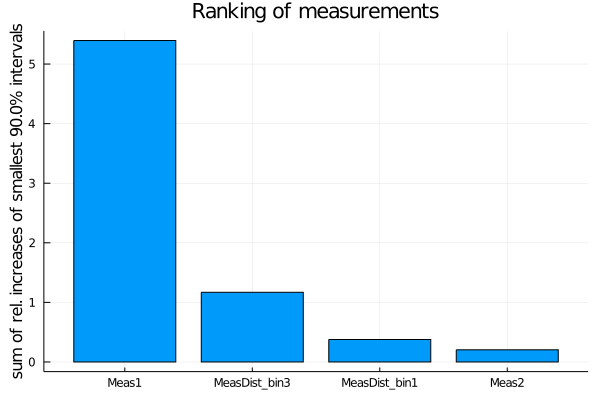 Ranking of measurements
sum of rel. increases of smallest 90.0% intervals
5
4
3
2
1
0
Meas1
MeasDist_bin3
MeasDist_bin1
Meas2